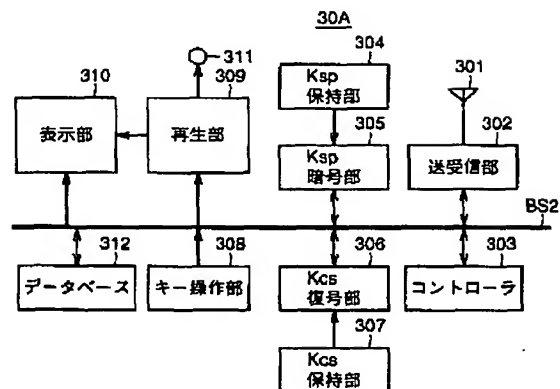 30A
311
310
309
304
301
表示部
再生部
Ksp
保持部
305
302
Ksp
暗号部
送受信部
BS2
312
308
306
303
データベース
キー操作部
Kcs
復号部
コントローラ
307
Kcs
保持部